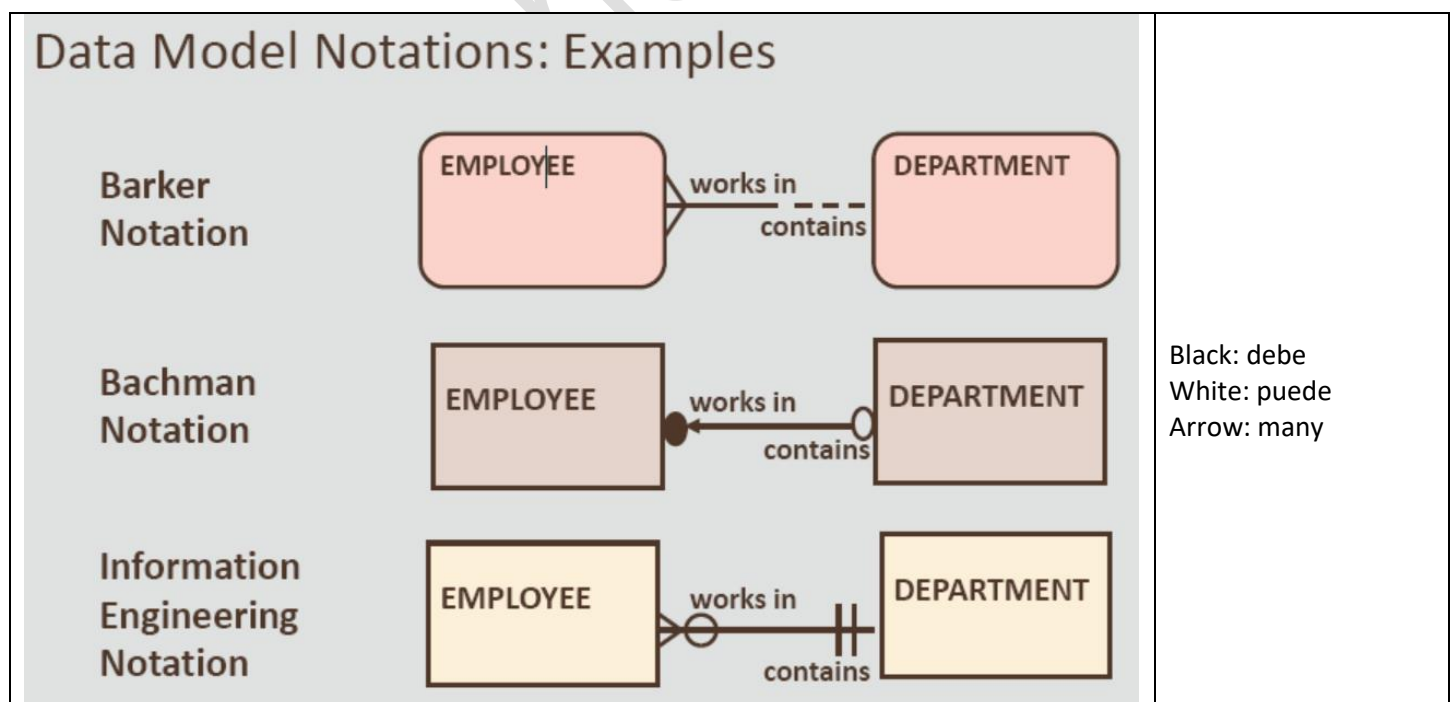 Data Model Notations: Examples
Barker
Notation
EMPLOYEE
works in
contains
DEPARTMENT
Bachman
Notation
EMPLOYEE
works in
contains
DEPARTMENT
Information
Engineering
Notation
EMPLOYEE
works in
contains
DEPARTMENT
Black: debe
White: puede
Arrow: many